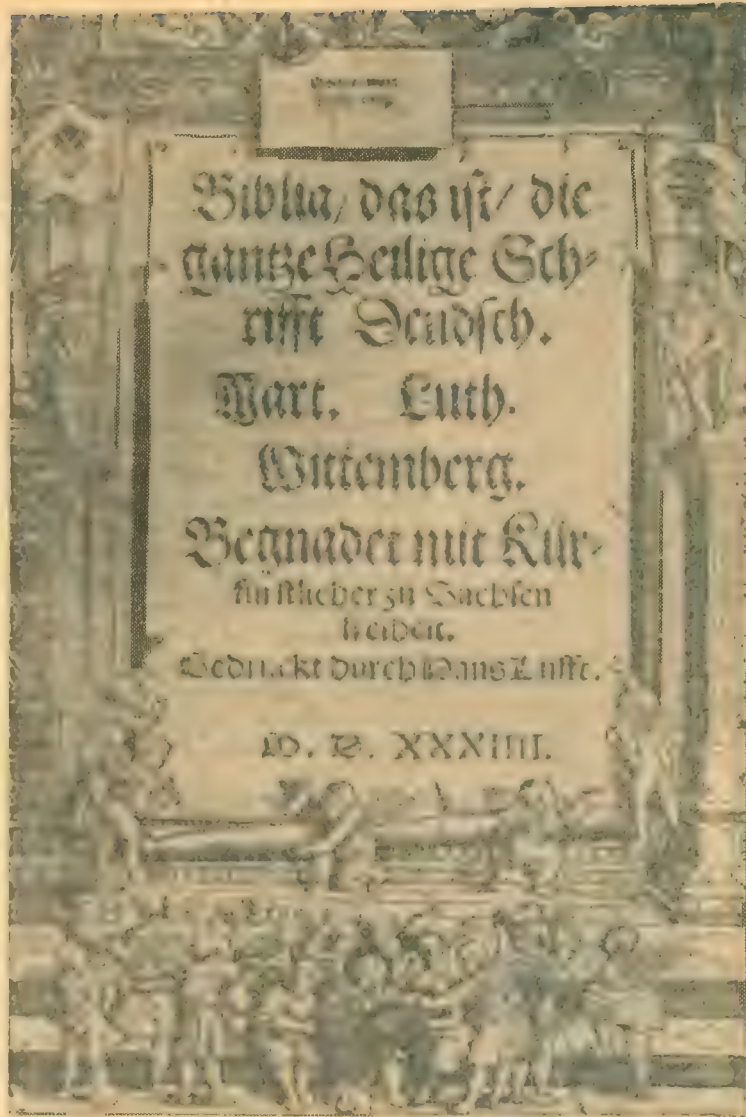 Biblia/ das ist/ die
gantze Heilige Sch-
rifft Deudsch.
Mart. Luth.
Wittemberg.
Begnadet mit Kür-
fürstlicher zu Sachsen
freiheit.
Gedruckt durch Hans Lufft.
M. D. XXXIIII.